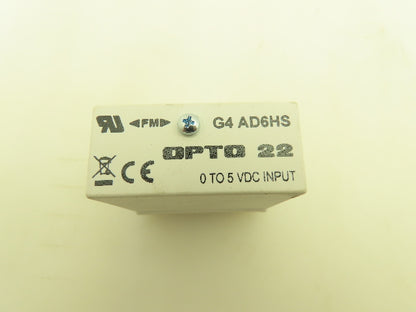 FM G4 AD6HS
OPTO 22
CE 0 TO 5 VDC INPUT